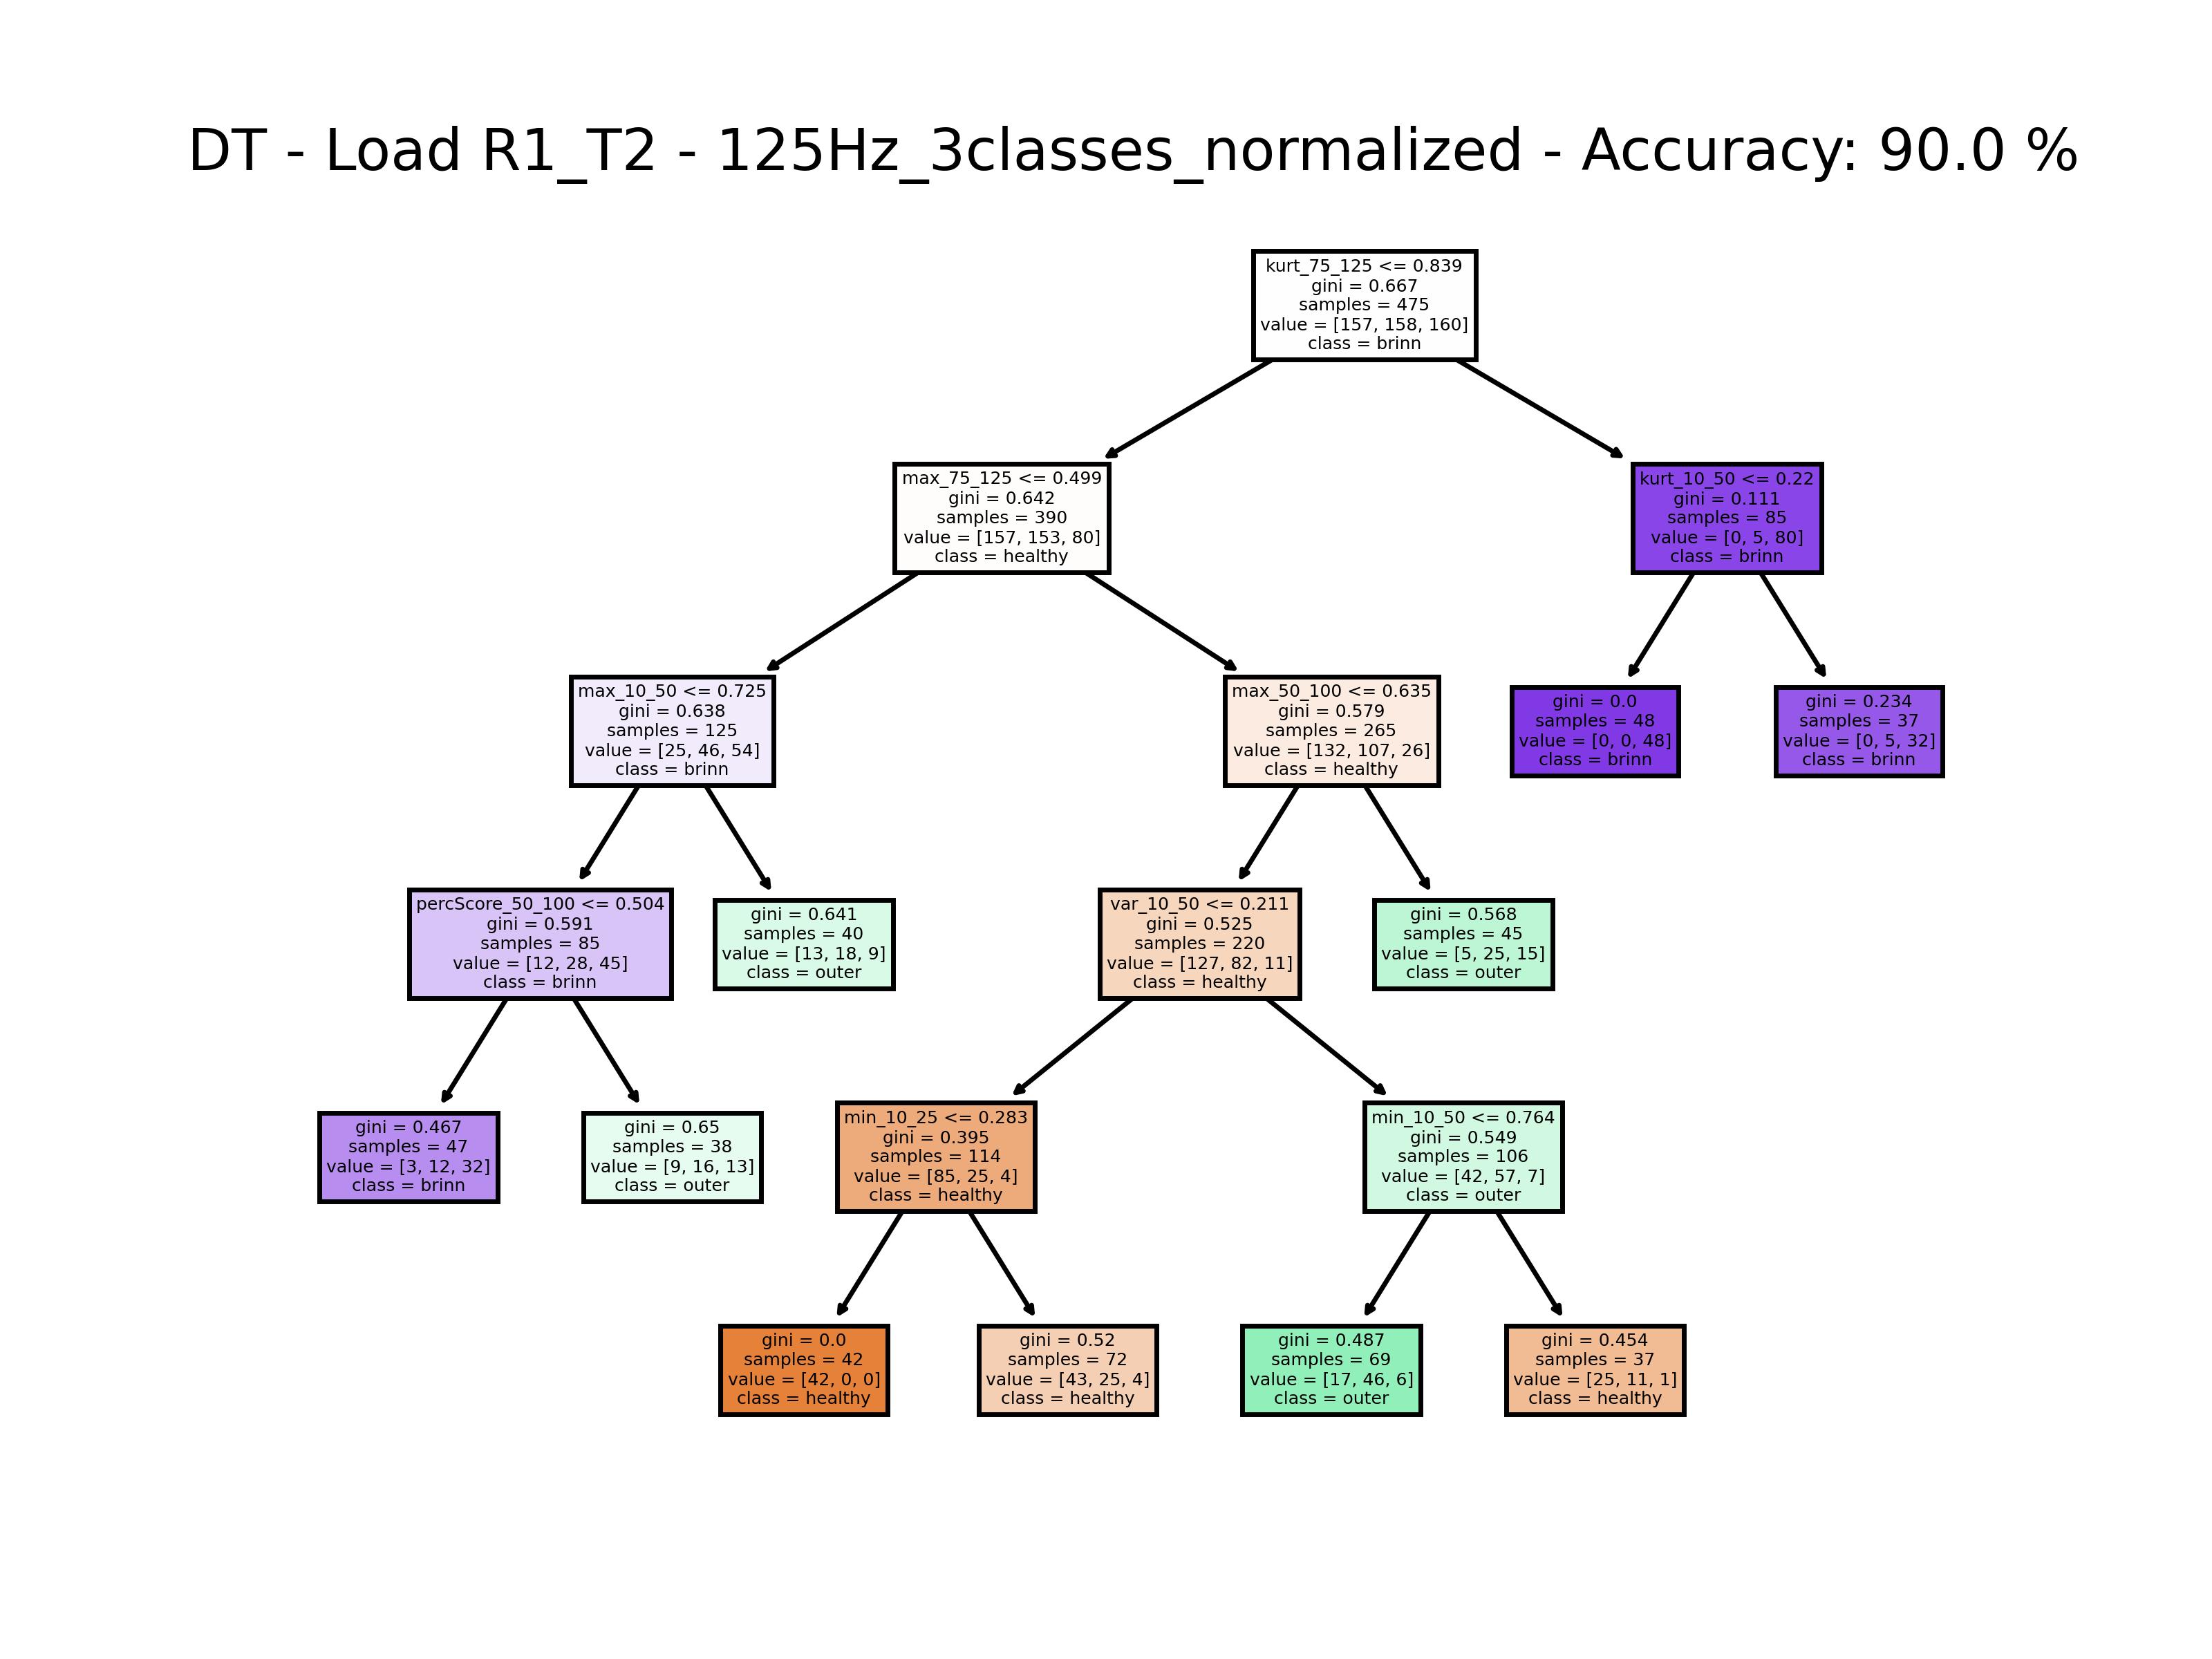 DT - Load R1_T2 - 125Hz_3classes_normalized - Accuracy: 90.0 %
kurt_75_125 <= 0.839
gini = 0.667
samples = 475
value = [157, 158, 160]
class = brinn
max_75_125 <= 0.499
gini = 0.642
samples = 390
value = [157, 153, 80]
class = healthy
kurt_10_50 <= 0.22
gini = 0.111
samples = 85
value = [0, 5, 80]
class = brinn
max_10_50 <= 0.725
gini = 0.638
samples = 125
value = [25, 46, 54]
class = brinn
max_50_100 <= 0.635
gini = 0.579
samples = 265
value = [132, 107, 26]
class = healthy
gini = 0.0
samples = 48
value = [0, 0, 48]
class = brinn
gini = 0.234
samples = 37
value = [0, 5, 32]
class = brinn
percScore_50_100 <= 0.504
gini = 0.591
samples = 85
value = [12, 28, 45]
class = brinn
gini = 0.641
samples = 40
value = [13, 18, 9]
class = outer
var_10_50 <= 0.211
gini = 0.525
samples = 220
value = [127, 82, 11]
class = healthy
gini = 0.568
samples = 45
value = [5, 25, 15]
class = outer
gini = 0.467
samples = 47
value = [3, 12, 32]
class = brinn
gini = 0.65
samples = 38
value = [9, 16, 13]
class = outer
min_10_25 <= 0.283
gini = 0.395
samples = 114
value = [85, 25, 4]
class = healthy
min_10_50 <= 0.764
gini = 0.549
samples = 106
value = [42, 57, 7]
class = outer
gini = 0.0
samples = 42
value = [42, 0, 0]
class = healthy
gini = 0.52
samples = 72
value = [43, 25, 4]
class = healthy
gini = 0.487
samples = 69
value = [17, 46, 6]
class = outer
gini = 0.454
samples = 37
value = [25, 11, 1]
class = healthy